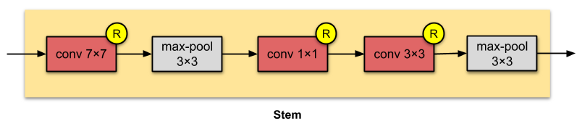 R
conv 7×7
max-pool
3×3
R
conv 1×1
R
conv 3×3
max-pool
3×3
Stem